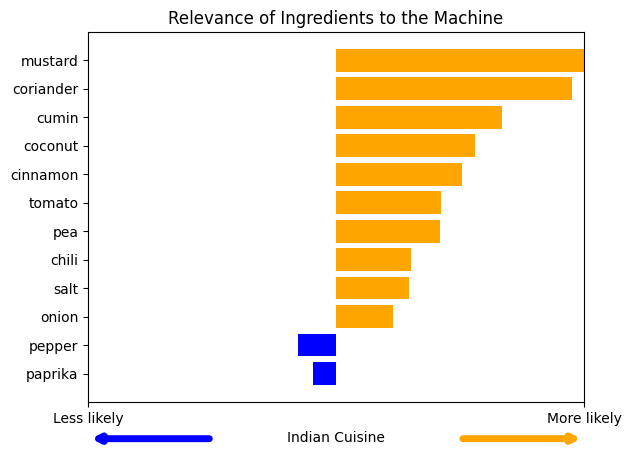 Relevance of Ingredients to the Machine
mustard
coriander
cumin
coconut
cinnamon
tomato
pea
chili
salt
onion
pepper
paprika
Less likely
More likely
Indian Cuisine